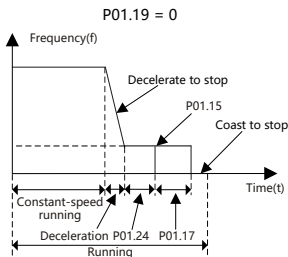 P01.19 = 0
Frequency(f)
Decelerate to stop
P01.15
Coast to stop
Time(t)
Constant-speed
running
Deceleration P01.24 P01.17
Running